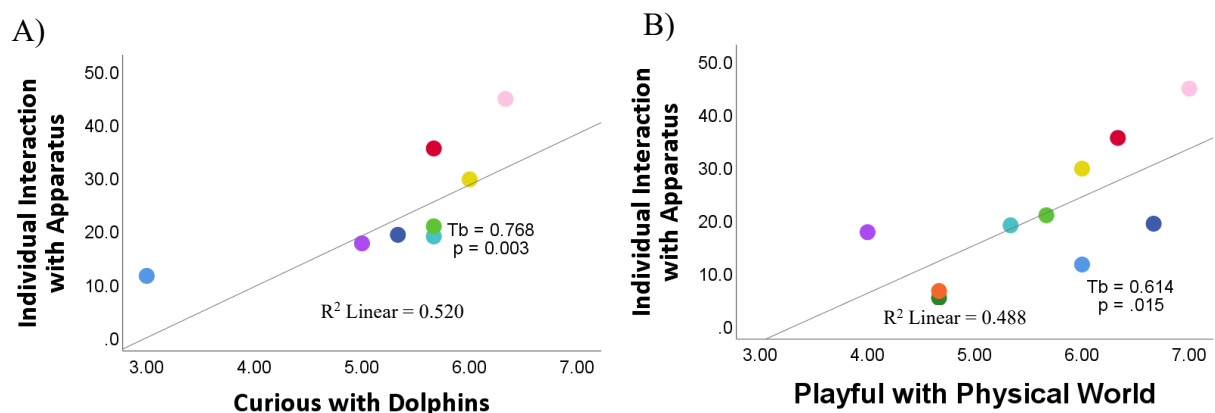 A)
Individual Interaction
with Apparatus
50.0
40.0
30.0
20.0
10.0
.0
Tb = 0.768
p = 0.003
R² Linear = 0.520
3.00 4.00 5.00 6.00 7.00
Curious with Dolphins
B)
Individual Interaction
with Apparatus
50.0
40.0
30.0
20.0
10.0
.0
Tb = 0.614
p = .015
R² Linear = 0.488
3.00 4.00 5.00 6.00 7.00
Playful with Physical World